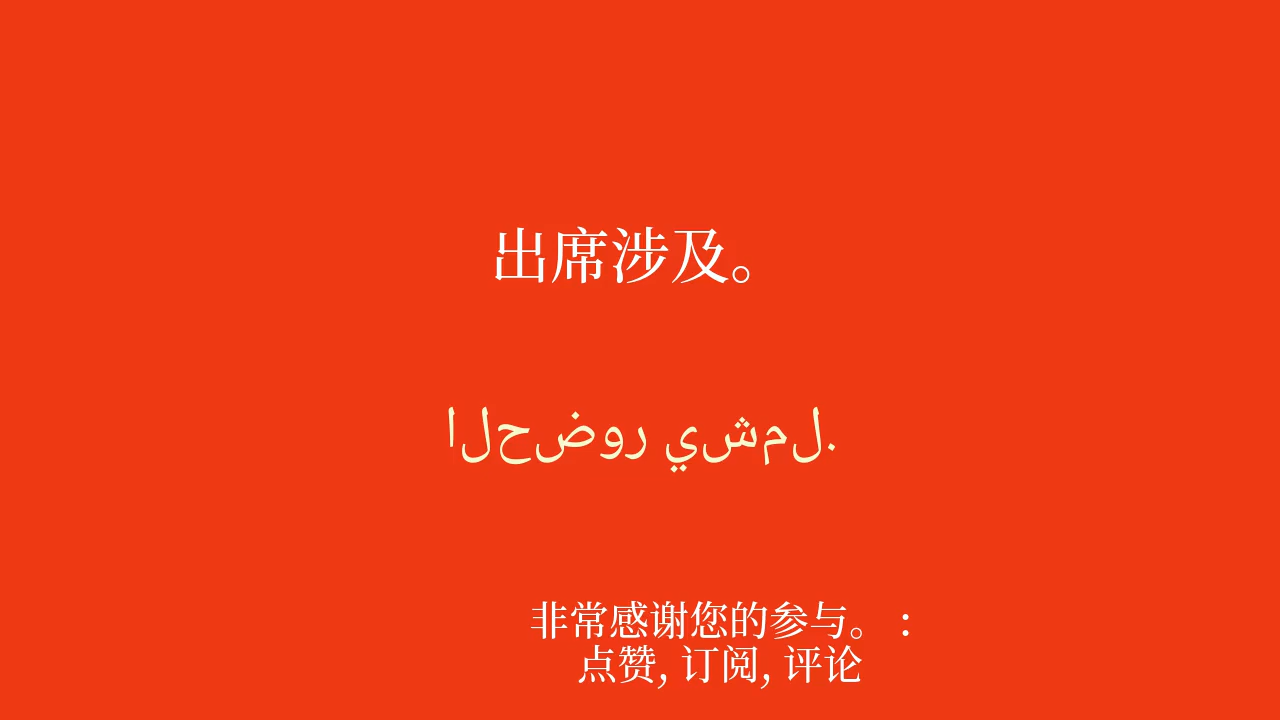 出席涉及。
الحضور يشمل.
非常感谢您的参与。 :
点赞, 订阅, 评论